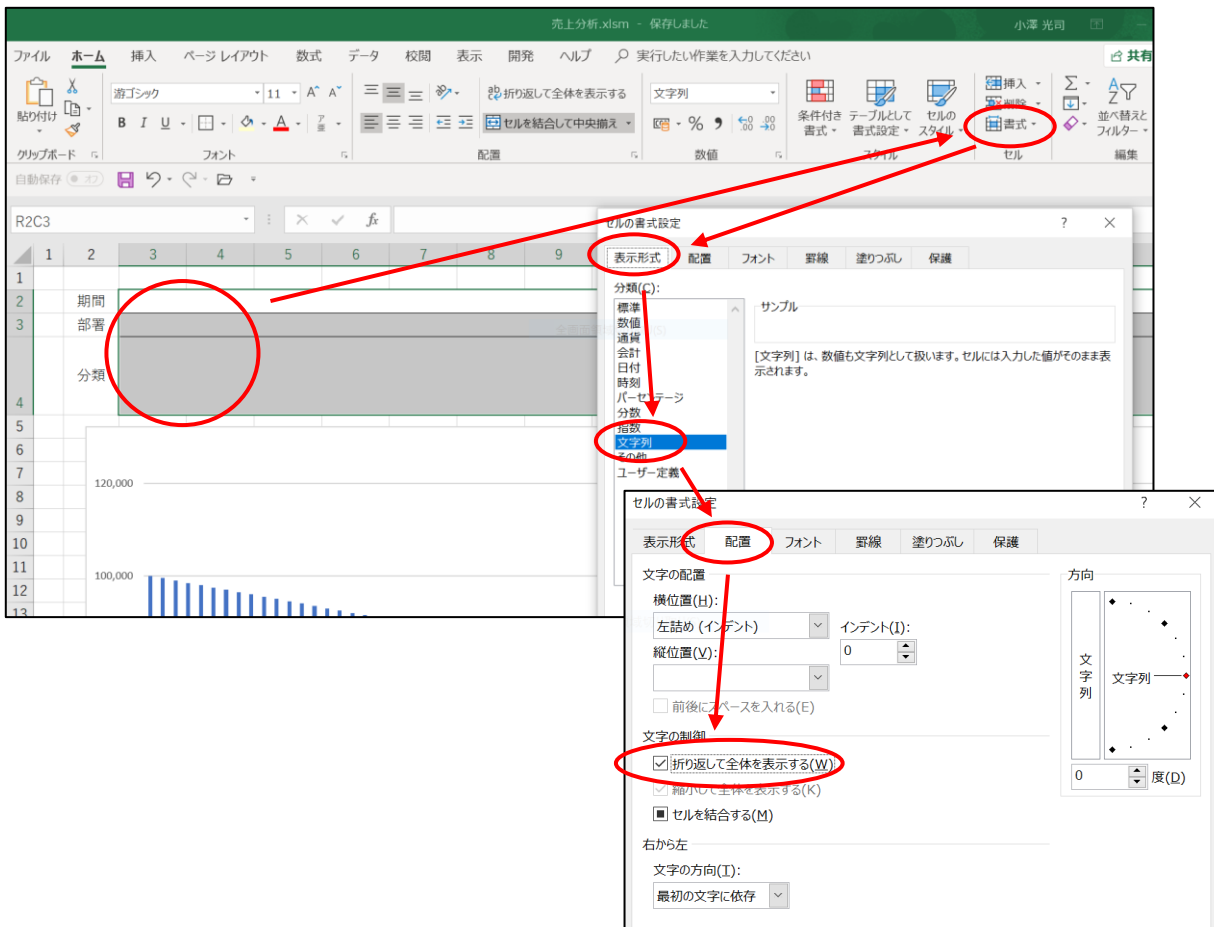 売上分析.xlsm - 保存しました 小澤 光司
ファイル ホーム 挿入 ページ レイアウト 数式 データ 校閲 表示 開発 ヘルプ 実行したい作業を入力してください 共有
貼り付け 游ゴシック 11 折り返して全体を表示する 文字列 条件付き書式 テーブルとして書式設定 セルのスタイル 挿入 削除 書式 並べ替えと
フィルター
B I U セルを結合して中央揃え %
クリップボード フォント 配置 数値 スタイル セル 編集
自動保存 オフ
R2C3 fx
1 2 3 4 5 6 7 8 9
1
2 期間
3 部署
分類
4
5
6
7
8
9
10
11
12
13
120,000
100,000
セルの書式設定 ?
表示形式 配置 フォント 罫線 塗りつぶし 保護
分類(C):
標準
数値
通貨
会計
日付
時刻
パーセンテージ
分数
指数
文字列
その他
ユーザー定義
サンプル
[文字列] は、数値も文字列として扱います。セルには入力した値がそのまま表
示されます。
セルの書式設定 ?
表示形式 配置 フォント 罫線 塗りつぶし 保護
文字の配置
横位置(H):
左詰め (インデント) インデント(I):
縦位置(V): 0
前後にスペースを入れる(E)
文字の制御
折り返して全体を表示する(W)
縮小して全体を表示する(K)
セルを結合する(M)
右から左
文字の方向(T):
最初の文字に依存
方向
文字列
文字列
0 度(D)